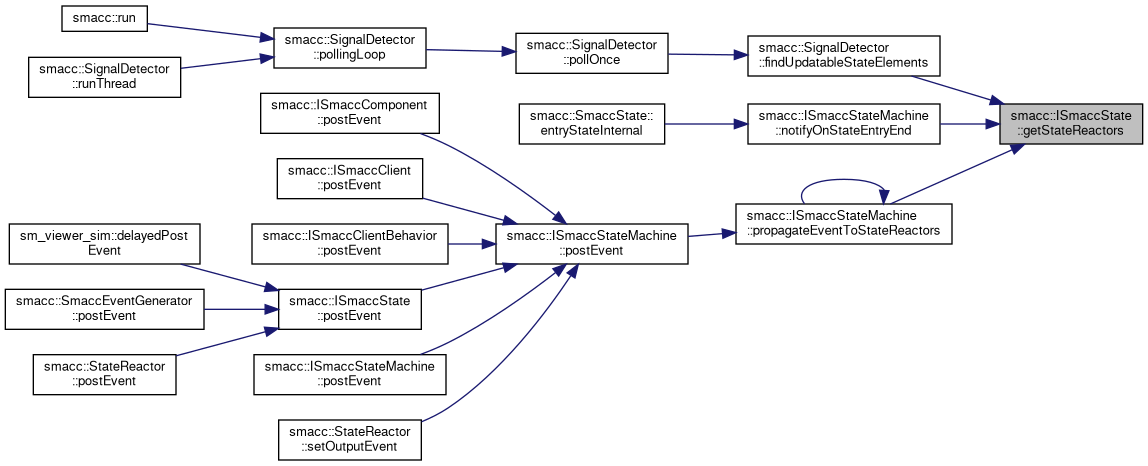 smacc::run
smacc::SignalDetector
::runThread
smacc::SignalDetector
::pollingLoop
smacc::SignalDetector
::pollOnce
smacc::SignalDetector
::findUpdatableStateElements
smacc::ISmaccComponent
::postEvent
smacc::SmaccState::
entryStateInternal
smacc::ISmaccStateMachine
::notifyOnStateEntryEnd
smacc::ISmaccState
::getStateReactors
smacc::ISmaccClient
::postEvent
sm_viewer_sim::delayedPost
Event
smacc::ISmaccClientBehavior
::postEvent
smacc::ISmaccStateMachine
::postEvent
smacc::ISmaccStateMachine
::propagateEventToStateReactors
smacc::SmaccEventGenerator
::postEvent
smacc::ISmaccState
::postEvent
smacc::StateReactor
::postEvent
smacc::ISmaccStateMachine
::postEvent
smacc::StateReactor
::setOutputEvent